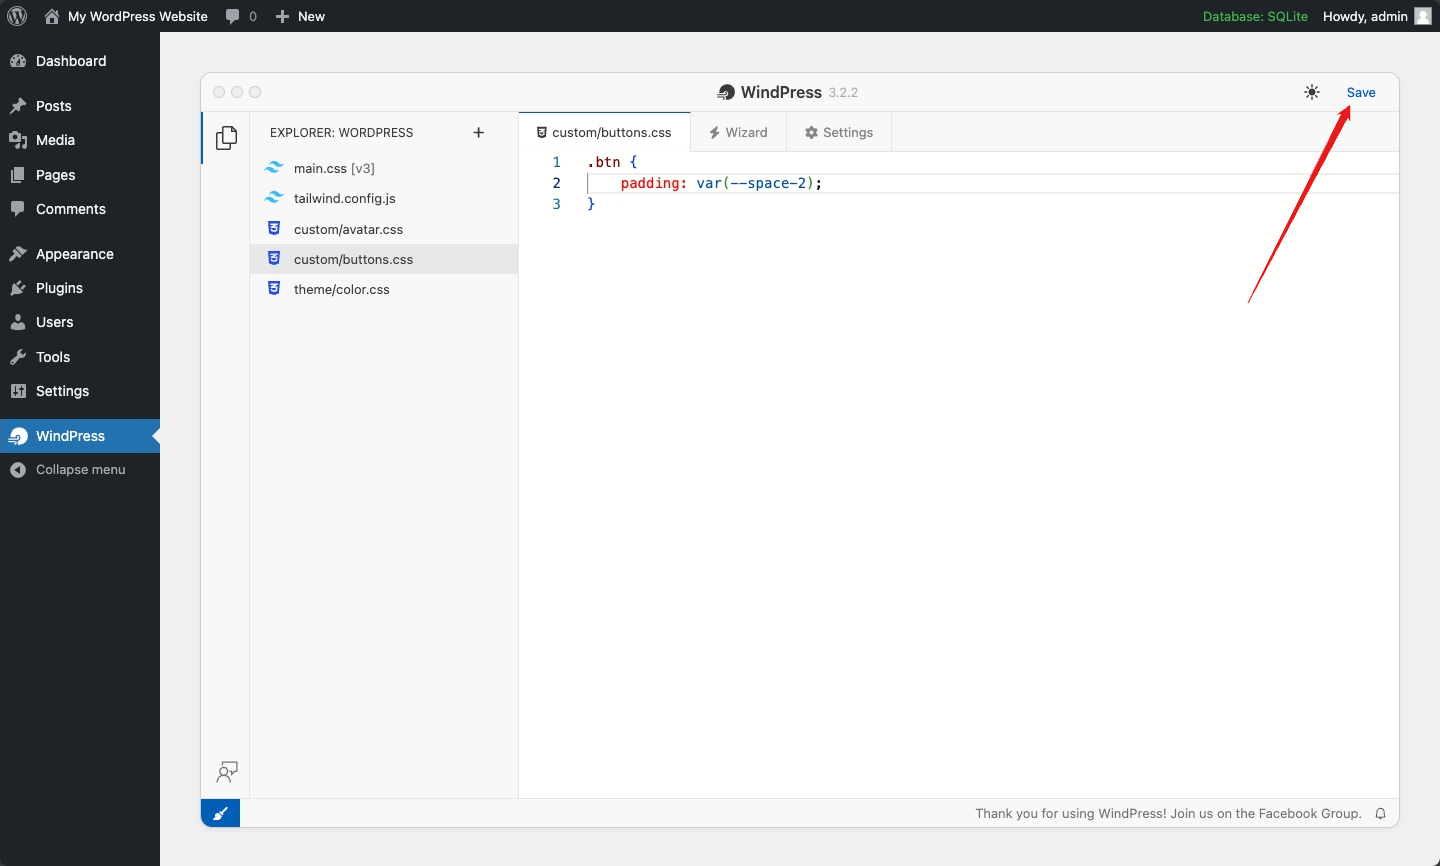 My WordPress Website
0
New
Database: SQLite
Howdy, admin
Dashboard
Posts
Media
Pages
Comments
Appearance
Plugins
Users
Tools
Settings
WindPress
Collapse menu
WindPress 3.2.2
Save
EXPLORER: WORDPRESS
main.css [v3]
tailwind.config.js
custom/avatar.css
custom/buttons.css
theme/color.css
custom/buttons.css
Wizard
Settings
1 .btn {
2 padding: var(--space-2);
3 }
Thank you for using WindPress! Join us on the Facebook Group.